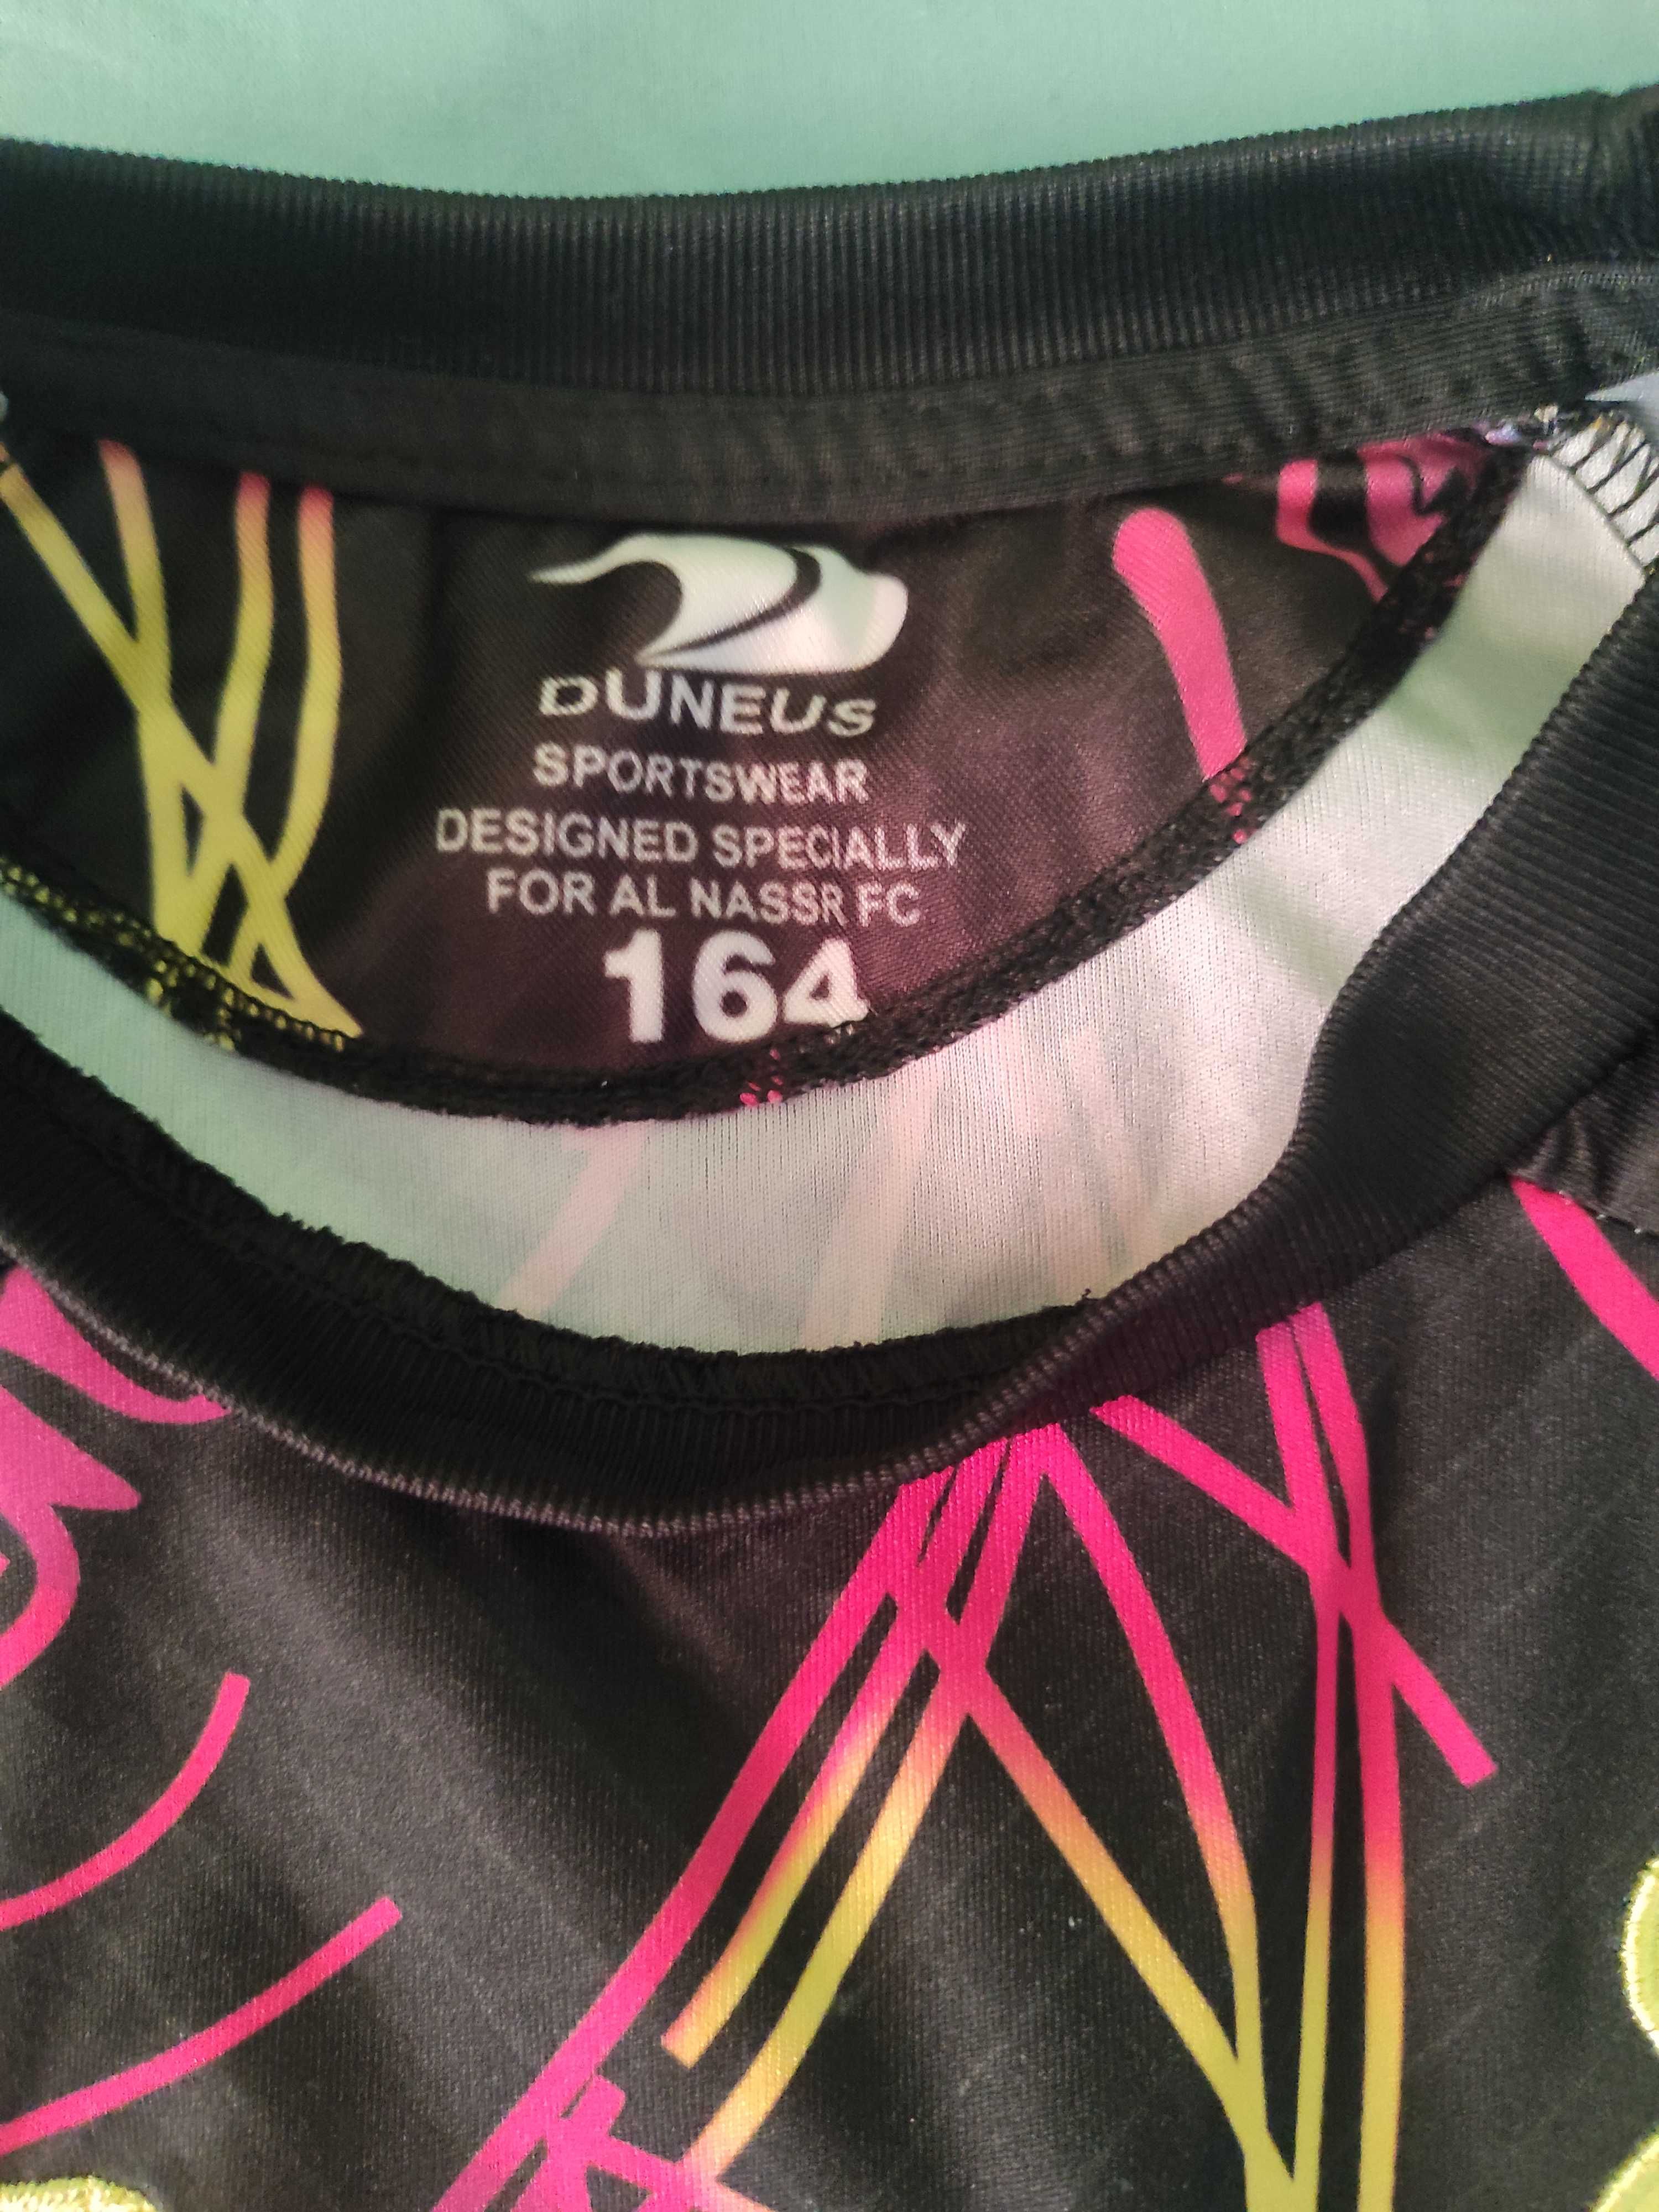 DUNEUS
SPORTSWEAR
DESIGNED SPECIALLY
FOR AL NASSR FC
164